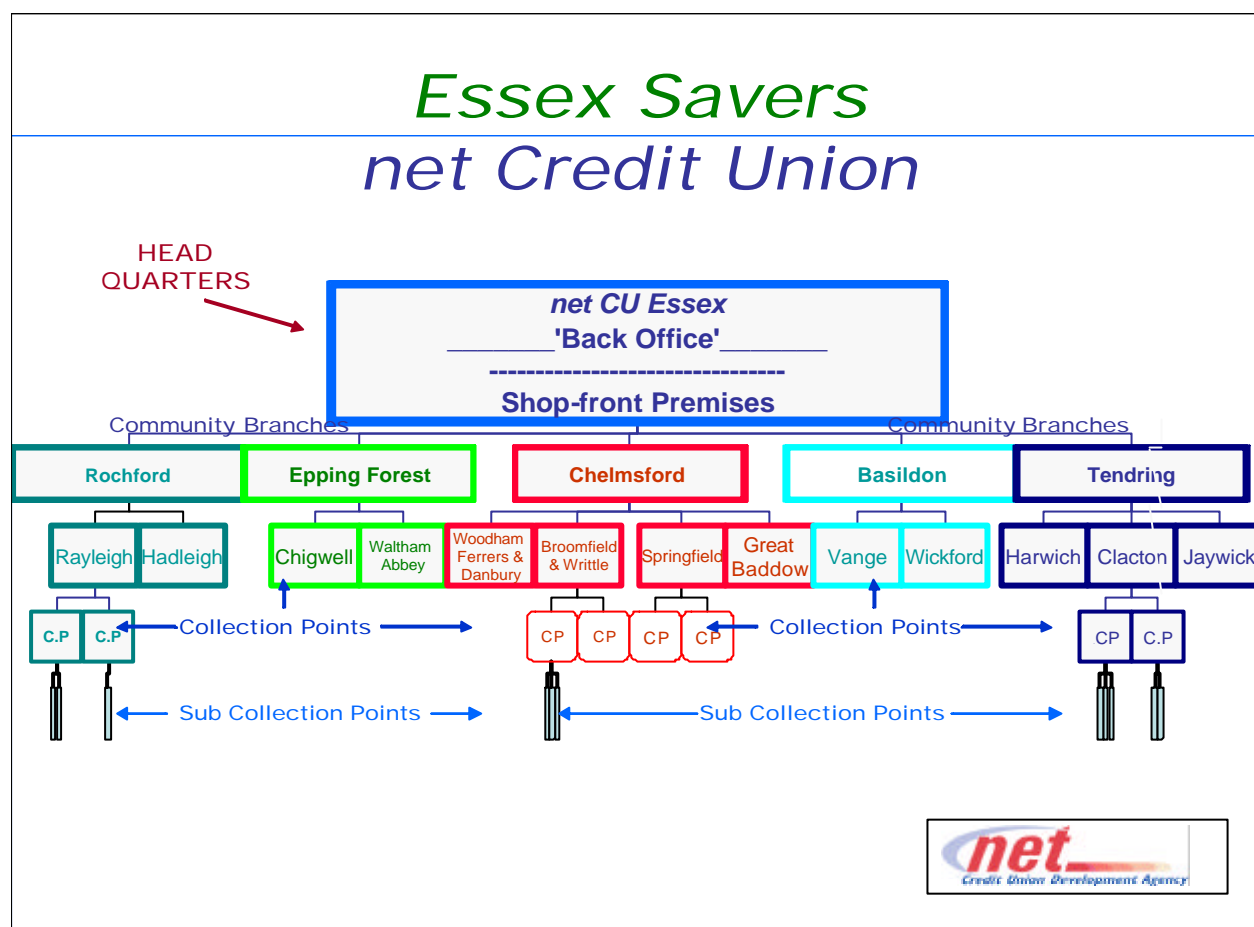 Essex Savers
net Credit Union
HEAD
QUARTERS
net CU Essex
_______'Back Office'_______
--------------------------------
Shop-front Premises
Community Branches
Community Branches
Rochford
Epping Forest
Chelmsford
Basildon
Tendring
Rayleigh
Hadleigh
Chigwell
Waltham
Abbey
Woodham
Ferrers &
Danbury
Broomfield
& Writtle
Springfield
Great
Baddow
Vange
Wickford
Harwich
Clacton
Jaywick
C.P
C.P
Collection Points
CP
CP
CP
CP
Collection Points
CP
C.P
Sub Collection Points
Sub Collection Points
net
Credit Union Development Agency